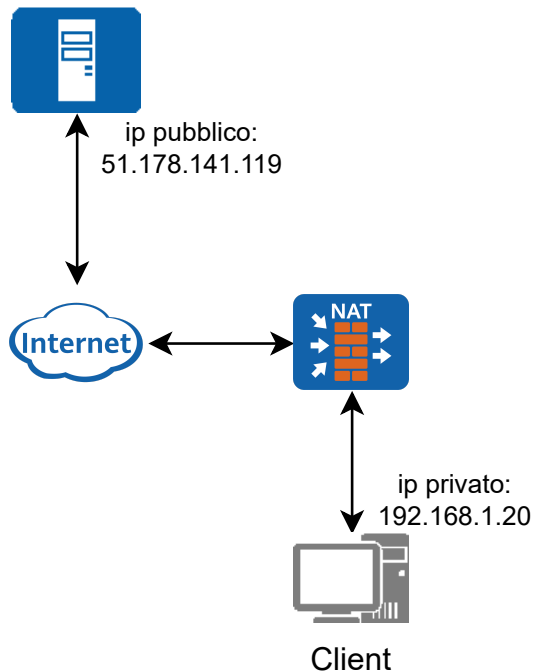 ip pubblico:
51.178.141.119
Internet
NAT
ip privato:
192.168.1.20
Client